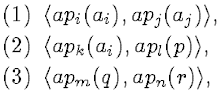 (1) ⟨ap_i(a_i), ap_j(a_j)⟩,
(2) ⟨ap_k(a_i), ap_l(p)⟩,
(3) ⟨ap_m(q), ap_n(r)⟩,